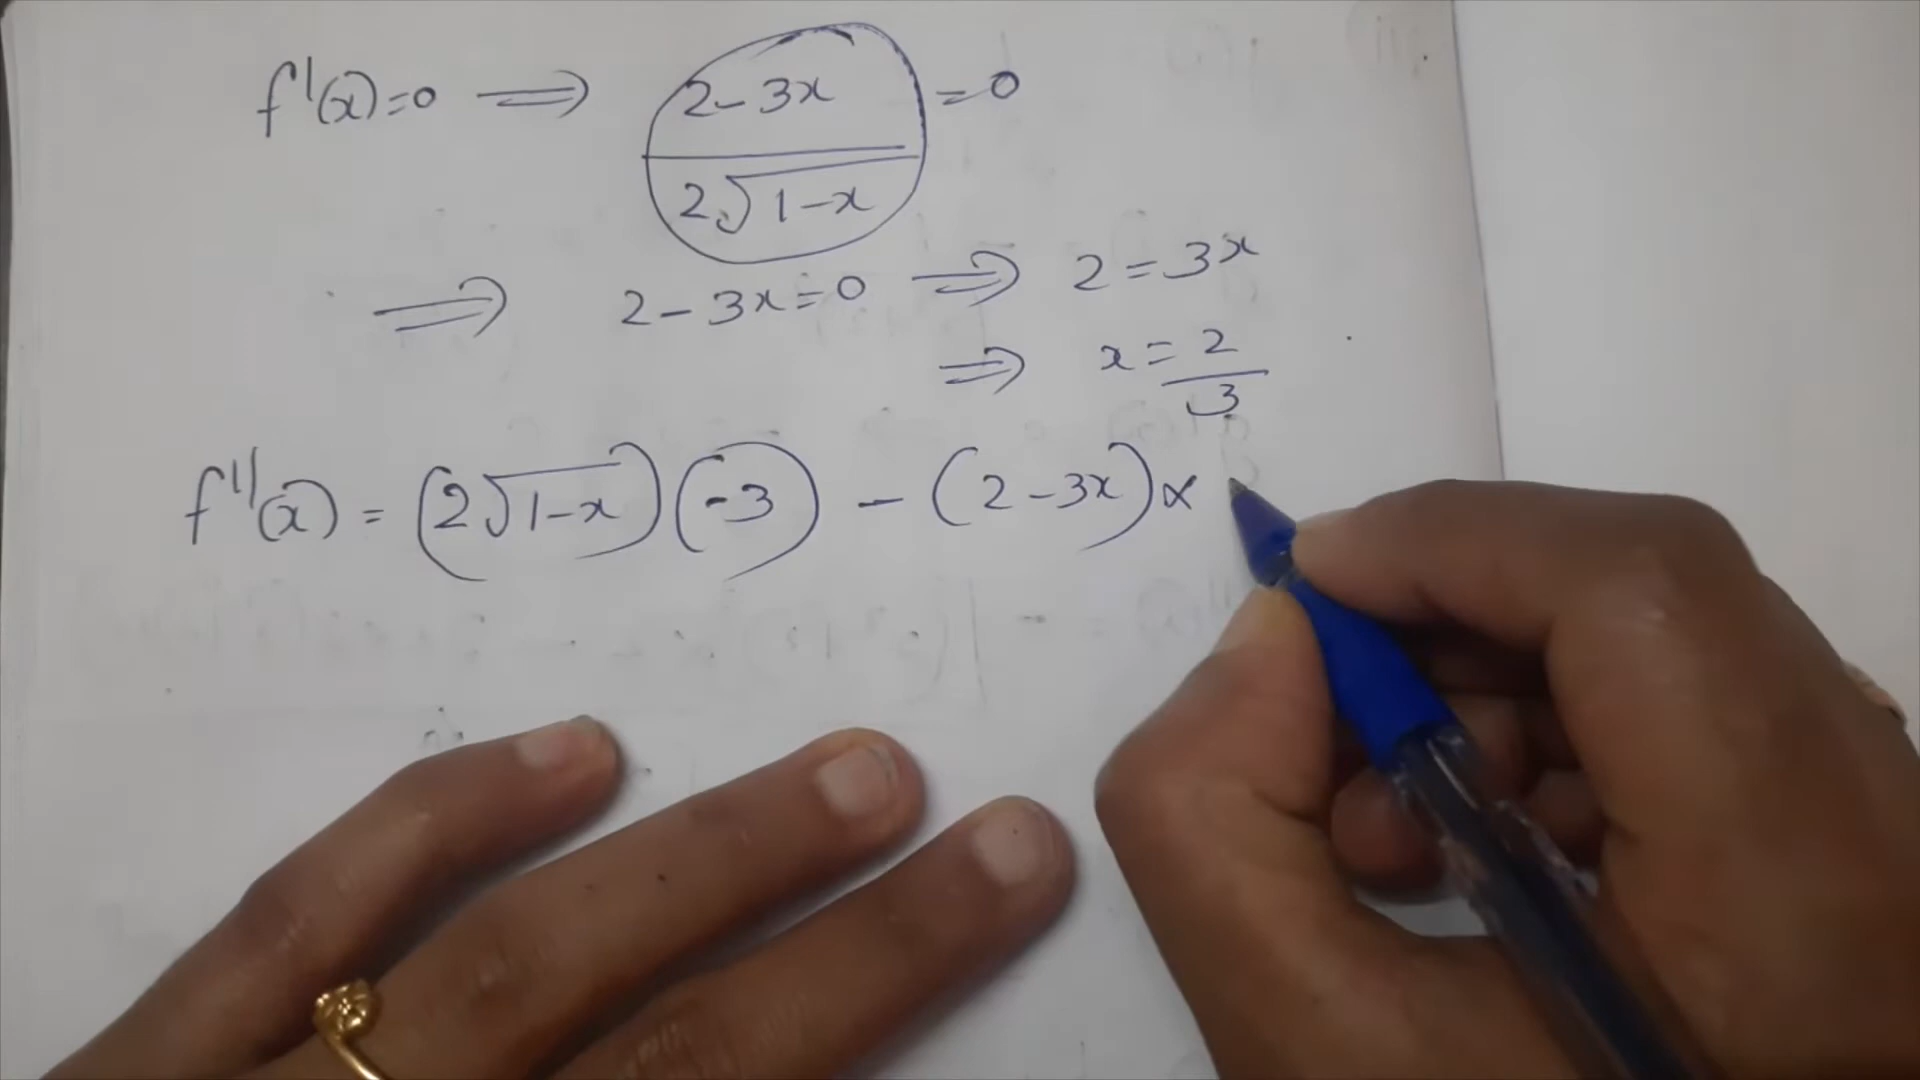 f'(x)=0 ⟹ (2-3x)/(2√(1-x)) = 0
⟹ 2-3x=0 ⟹ 2=3x
⟹ x=2/3
f''(x) = (2√(1-x))(-3) - (2-3x)×